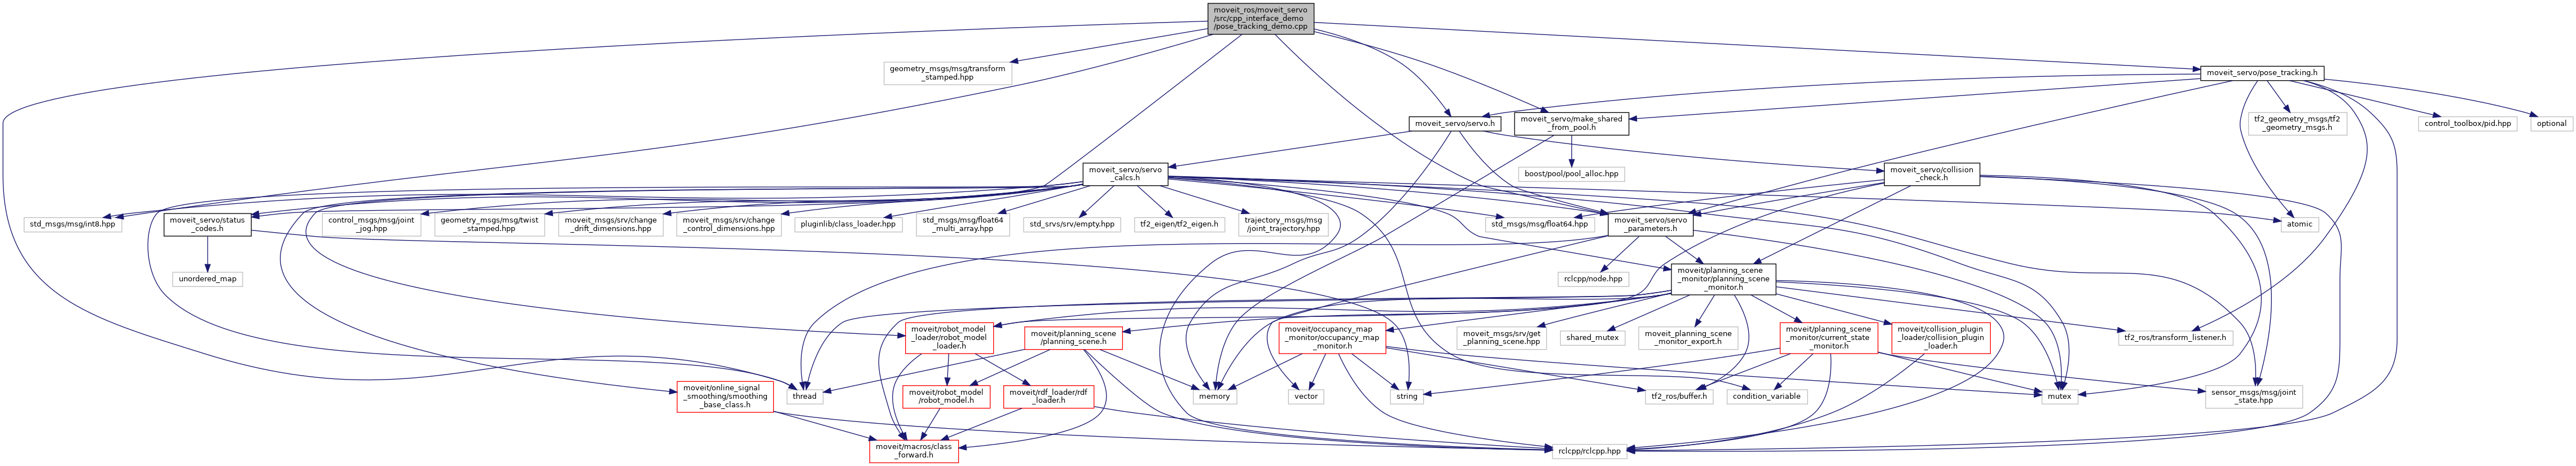 moveit_ros/moveit_servo
/src/cpp_interface_demo
/pose_tracking_demo.cpp
geometry_msgs/msg/transform
_stamped.hpp
moveit_servo/pose_tracking.h
moveit_servo/servo.h
moveit_servo/make_shared
_from_pool.h
tf2_geometry_msgs/tf2
_geometry_msgs.h
control_toolbox/pid.hpp
optional
moveit_servo/servo
_calcs.h
boost/pool/pool_alloc.hpp
moveit_servo/collision
_check.h
std_msgs/msg/int8.hpp
moveit_servo/status
_codes.h
control_msgs/msg/joint
_jog.hpp
geometry_msgs/msg/twist
_stamped.hpp
moveit_msgs/srv/change
_drift_dimensions.hpp
moveit_msgs/srv/change
_control_dimensions.hpp
pluginlib/class_loader.hpp
std_msgs/msg/float64
_multi_array.hpp
std_srvs/srv/empty.hpp
tf2_eigen/tf2_eigen.h
trajectory_msgs/msg
/joint_trajectory.hpp
std_msgs/msg/float64.hpp
moveit_servo/servo
_parameters.h
atomic
unordered_map
rclcpp/node.hpp
moveit/planning_scene
_monitor/planning_scene
_monitor.h
moveit/robot_model
_loader/robot_model
_loader.h
moveit/planning_scene
/planning_scene.h
moveit/occupancy_map
_monitor/occupancy_map
_monitor.h
moveit_msgs/srv/get
_planning_scene.hpp
shared_mutex
moveit_planning_scene
_monitor_export.h
moveit/planning_scene
_monitor/current_state
_monitor.h
moveit/collision_plugin
_loader/collision_plugin
_loader.h
tf2_ros/transform_listener.h
moveit/online_signal
_smoothing/smoothing
_base_class.h
thread
moveit/robot_model
/robot_model.h
moveit/rdf_loader/rdf
_loader.h
memory
vector
string
tf2_ros/buffer.h
condition_variable
mutex
sensor_msgs/msg/joint
_state.hpp
moveit/macros/class
_forward.h
rclcpp/rclcpp.hpp